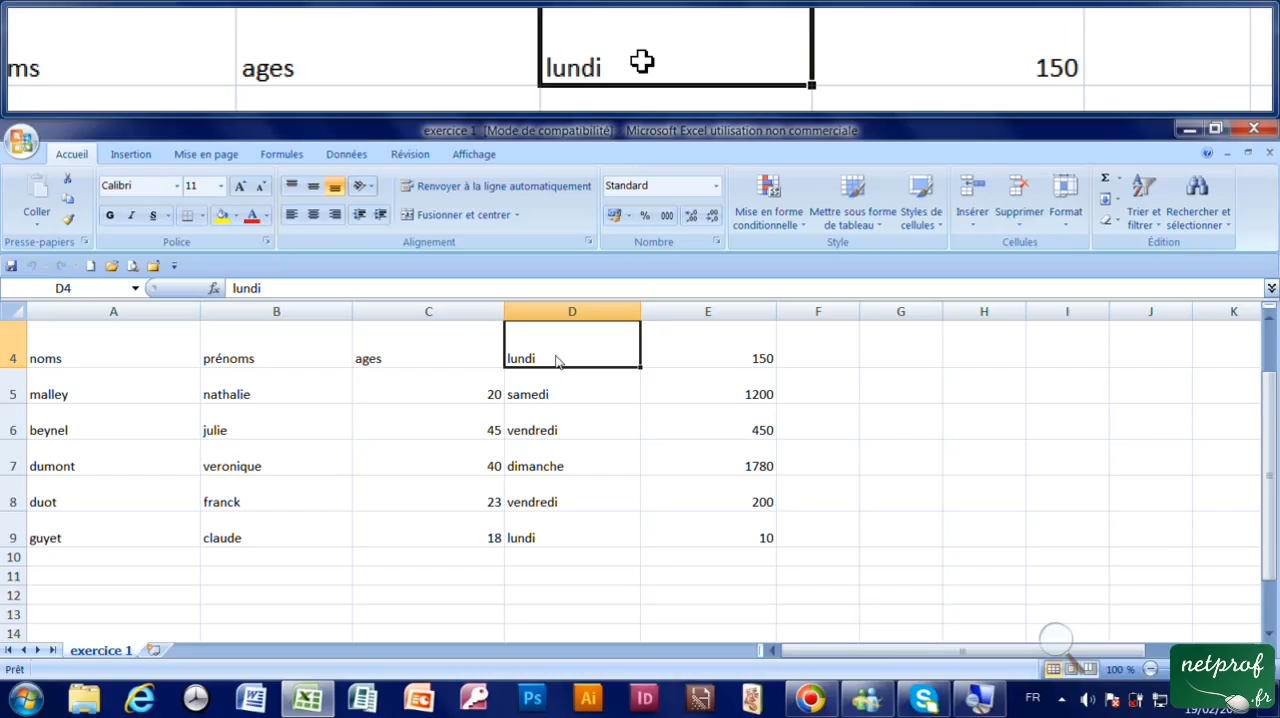 ms ages lundi 150
exercice 1 [Mode de compatibilité] - Microsoft Excel utilisation non commerciale
Accueil Insertion Mise en page Formules Données Révision Affichage
Calibri 11 Renvoyer à la ligne automatiquement Standard
Coller G I S Fusionner et centrer % 000 Mise en forme conditionnelle Mettre sous forme de tableau Styles de cellules Insérer Supprimer Format Σ Trier et filtrer Rechercher et sélectionner
Presse-papiers Police Alignement Nombre Style Cellules Édition
D4 fx lundi
A B C D E F G H I J K
4 noms prénoms ages lundi 150
5 malley nathalie 20 samedi 1200
6 beynel julie 45 vendredi 450
7 dumont veronique 40 dimanche 1780
8 duot franck 23 vendredi 200
9 guyet claude 18 lundi 10
10
11
12
13
14
exercice 1
Prêt 100 %
netprof.fr
Ps Ai ID FR